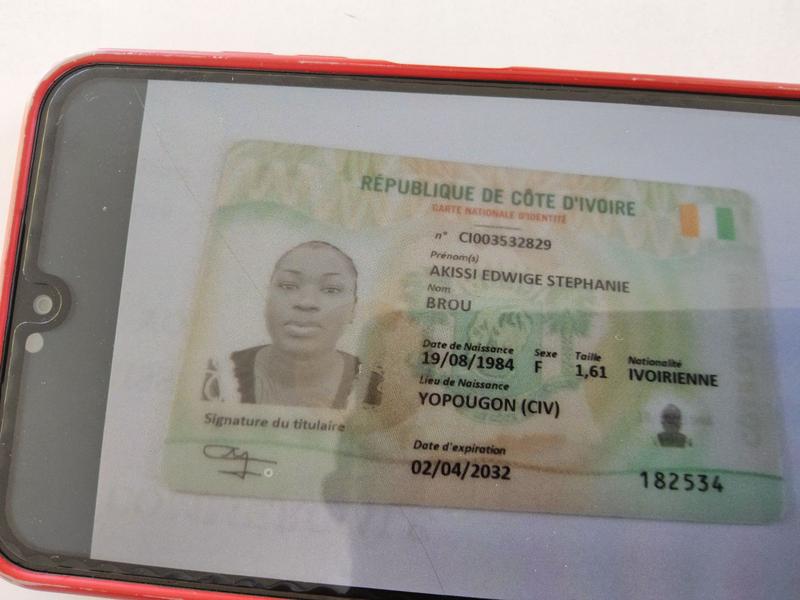 RÉPUBLIQUE DE CÔTE D'IVOIRE
CARTE NATIONALE D'IDENTITÉ
n° CI003532829
Prénom(s)
AKISSI EDWIGE STEPHANIE
Nom
BROU
Date de Naissance Sexe Taille Nationalité
19/08/1984 F 1,61 IVOIRIENNE
Lieu de Naissance
YOPOUGON (CIV)
Signature du titulaire
Date d'expiration
02/04/2032
182534